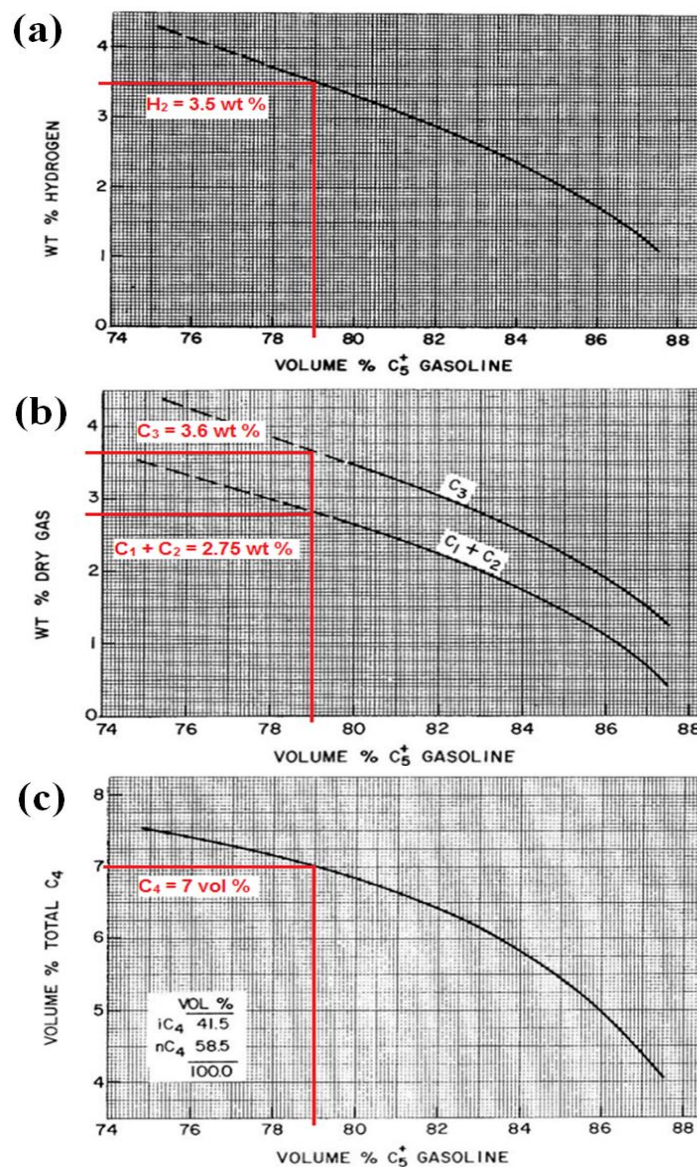 (a)
WT % HYDROGEN
4
3
2
1
0
H₂ = 3.5 wt %
74 76 78 80 82 84 86 88
VOLUME % C₅⁺ GASOLINE
(b)
WT % DRY GAS
4
3
2
1
0
C₃ = 3.6 wt %
C₃
C₁ + C₂
C₁ + C₂ = 2.75 wt %
74 76 78 80 82 84 86 88
VOLUME % C₅⁺ GASOLINE
(c)
VOLUME % TOTAL C₄
8
7
6
5
4
C₄ = 7 vol %
VOL %
iC₄ 41.5
nC₄ 58.5
100.0
74 76 78 80 82 84 86 88
VOLUME % C₅⁺ GASOLINE